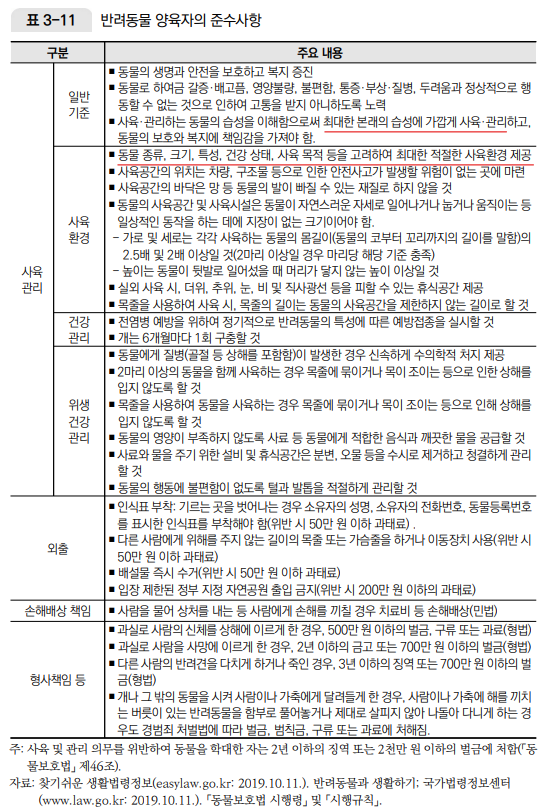 표 3-11 반려동물 양육자의 준수사항
구분 주요 내용
사육 관리
일반 기준
■ 동물의 생명과 안전을 보호하고 복지 증진
■ 동물로 하여금 갈증·배고픔, 영양불량, 불편함, 통증·부상·질병, 두려움과 정상적으로 행
동할 수 없는 것으로 인하여 고통을 받지 아니하도록 노력
■ 사육·관리하는 동물의 습성을 이해함으로써 최대한 본래의 습성에 가깝게 사육·관리하고,
동물의 보호와 복지에 책임감을 가져야 함.
사육 환경
■ 동물 종류, 크기, 특성, 건강 상태, 사육 목적 등을 고려하여 최대한 적절한 사육환경 제공
■ 사육공간의 위치는 차량, 구조물 등으로 인한 안전사고가 발생할 위험이 없는 곳에 마련
■ 사육공간의 바닥은 망 등 동물의 발이 빠질 수 있는 재질로 하지 않을 것
■ 동물의 사육공간 및 사육시설은 동물이 자연스러운 자세로 일어나거나 눕거나 움직이는 등
일상적인 동작을 하는 데에 지장이 없는 크기이어야 함.
- 가로 및 세로는 각각 사육하는 동물의 몸길이(동물의 코부터 꼬리까지의 길이를 말함)의
2.5배 및 2배 이상일 것(2마리 이상일 경우 마리당 해당 기준 충족)
- 높이는 동물이 뒷발로 일어섰을 때 머리가 닿지 않는 높이 이상일 것
■ 실외 사육 시, 더위, 추위, 눈, 비 및 직사광선 등을 피할 수 있는 휴식공간 제공
■ 목줄을 사용하여 사육 시, 목줄의 길이는 동물의 사육공간을 제한하지 않는 길이로 할 것
건강 관리
■ 전염병 예방을 위하여 정기적으로 반려동물의 특성에 따른 예방접종을 실시할 것
■ 개는 6개월마다 1회 구충할 것
위생 건강 관리
■ 동물에게 질병(골절 등 상해를 포함함)이 발생한 경우 신속하게 수의학적 처치 제공
■ 2마리 이상의 동물을 함께 사육하는 경우 목줄에 묶이거나 목이 조이는 등으로 인한 상해를
입지 않도록 할 것
■ 목줄을 사용하여 동물을 사육하는 경우 목줄에 묶이거나 목이 조이는 등으로 인해 상해를
입지 않도록 할 것
■ 동물의 영양이 부족하지 않도록 사료 등 동물에게 적합한 음식과 깨끗한 물을 공급할 것
■ 사료와 물을 주기 위한 설비 및 휴식공간은 분변, 오물 등을 수시로 제거하고 청결하게 관리
할 것
■ 동물의 행동에 불편함이 없도록 털과 발톱을 적절하게 관리할 것
외출
■ 인식표 부착: 기르는 곳을 벗어나는 경우 소유자의 성명, 소유자의 전화번호, 동물등록번호
를 표시한 인식표를 부착해야 함(위반 시 50만 원 이하 과태료) .
■ 다른 사람에게 위해를 주지 않는 길이의 목줄 또는 가슴줄을 하거나 이동장치 사용(위반 시
50만 원 이하 과태료)
■ 배설물 즉시 수거(위반 시 50만 원 이하 과태료)
■ 입장 제한된 정부 지정 자연공원 출입 금지(위반 시 200만 원 이하의 과태료)
손해배상 책임
■ 사람을 물어 상처를 내는 등 사람에게 손해를 끼칠 경우 치료비 등 손해배상(민법)
형사책임 등
■ 과실로 사람의 신체를 상해에 이르게 한 경우, 500만 원 이하의 벌금, 구류 또는 과료(형법)
■ 과실로 사람을 사망에 이르게 한 경우, 2년 이하의 금고 또는 700만 원 이하의 벌금(형법)
■ 다른 사람의 반려견을 다치게 하거나 죽인 경우, 3년 이하의 징역 또는 700만 원 이하의 벌
금(형법)
■ 개나 그 밖의 동물을 시켜 사람이나 가축에게 달려들게 한 경우, 사람이나 가축에 해를 끼치
는 버릇이 있는 반려동물을 함부로 풀어놓거나 제대로 살피지 않아 나돌아 다니게 하는 경
우도 경범죄 처벌법에 따라 벌금, 범칙금, 구류 또는 과료에 처해짐.
주: 사육 및 관리 의무를 위반하여 동물을 학대한 자는 2년 이하의 징역 또는 2천만 원 이하의 벌금에 처함(「동
물보호법」 제46조).
자료: 찾기쉬운 생활법령정보(easylaw.go.kr: 2019.10.11.). 반려동물과 생활하기; 국가법령정보센터
(www.law.go.kr: 2019.10.11.). 「동물보호법 시행령」 및 「시행규칙」.